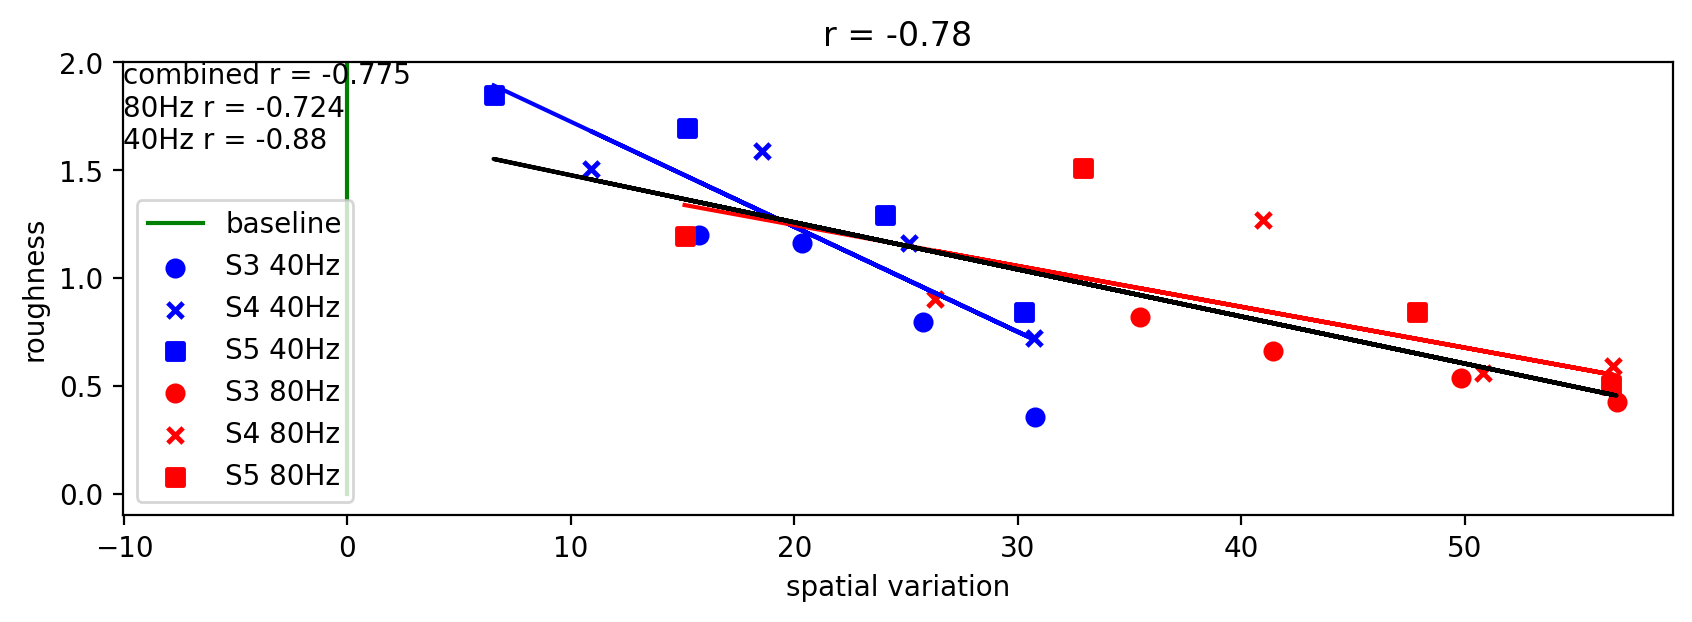 r = -0.78
combined r = -0.775
80Hz r = -0.724
40Hz r = -0.88
baseline
S3 40Hz
S4 40Hz
S5 40Hz
S3 80Hz
S4 80Hz
S5 80Hz
roughness
2.0
1.5
1.0
0.5
0.0
−10 0 10 20 30 40 50
spatial variation